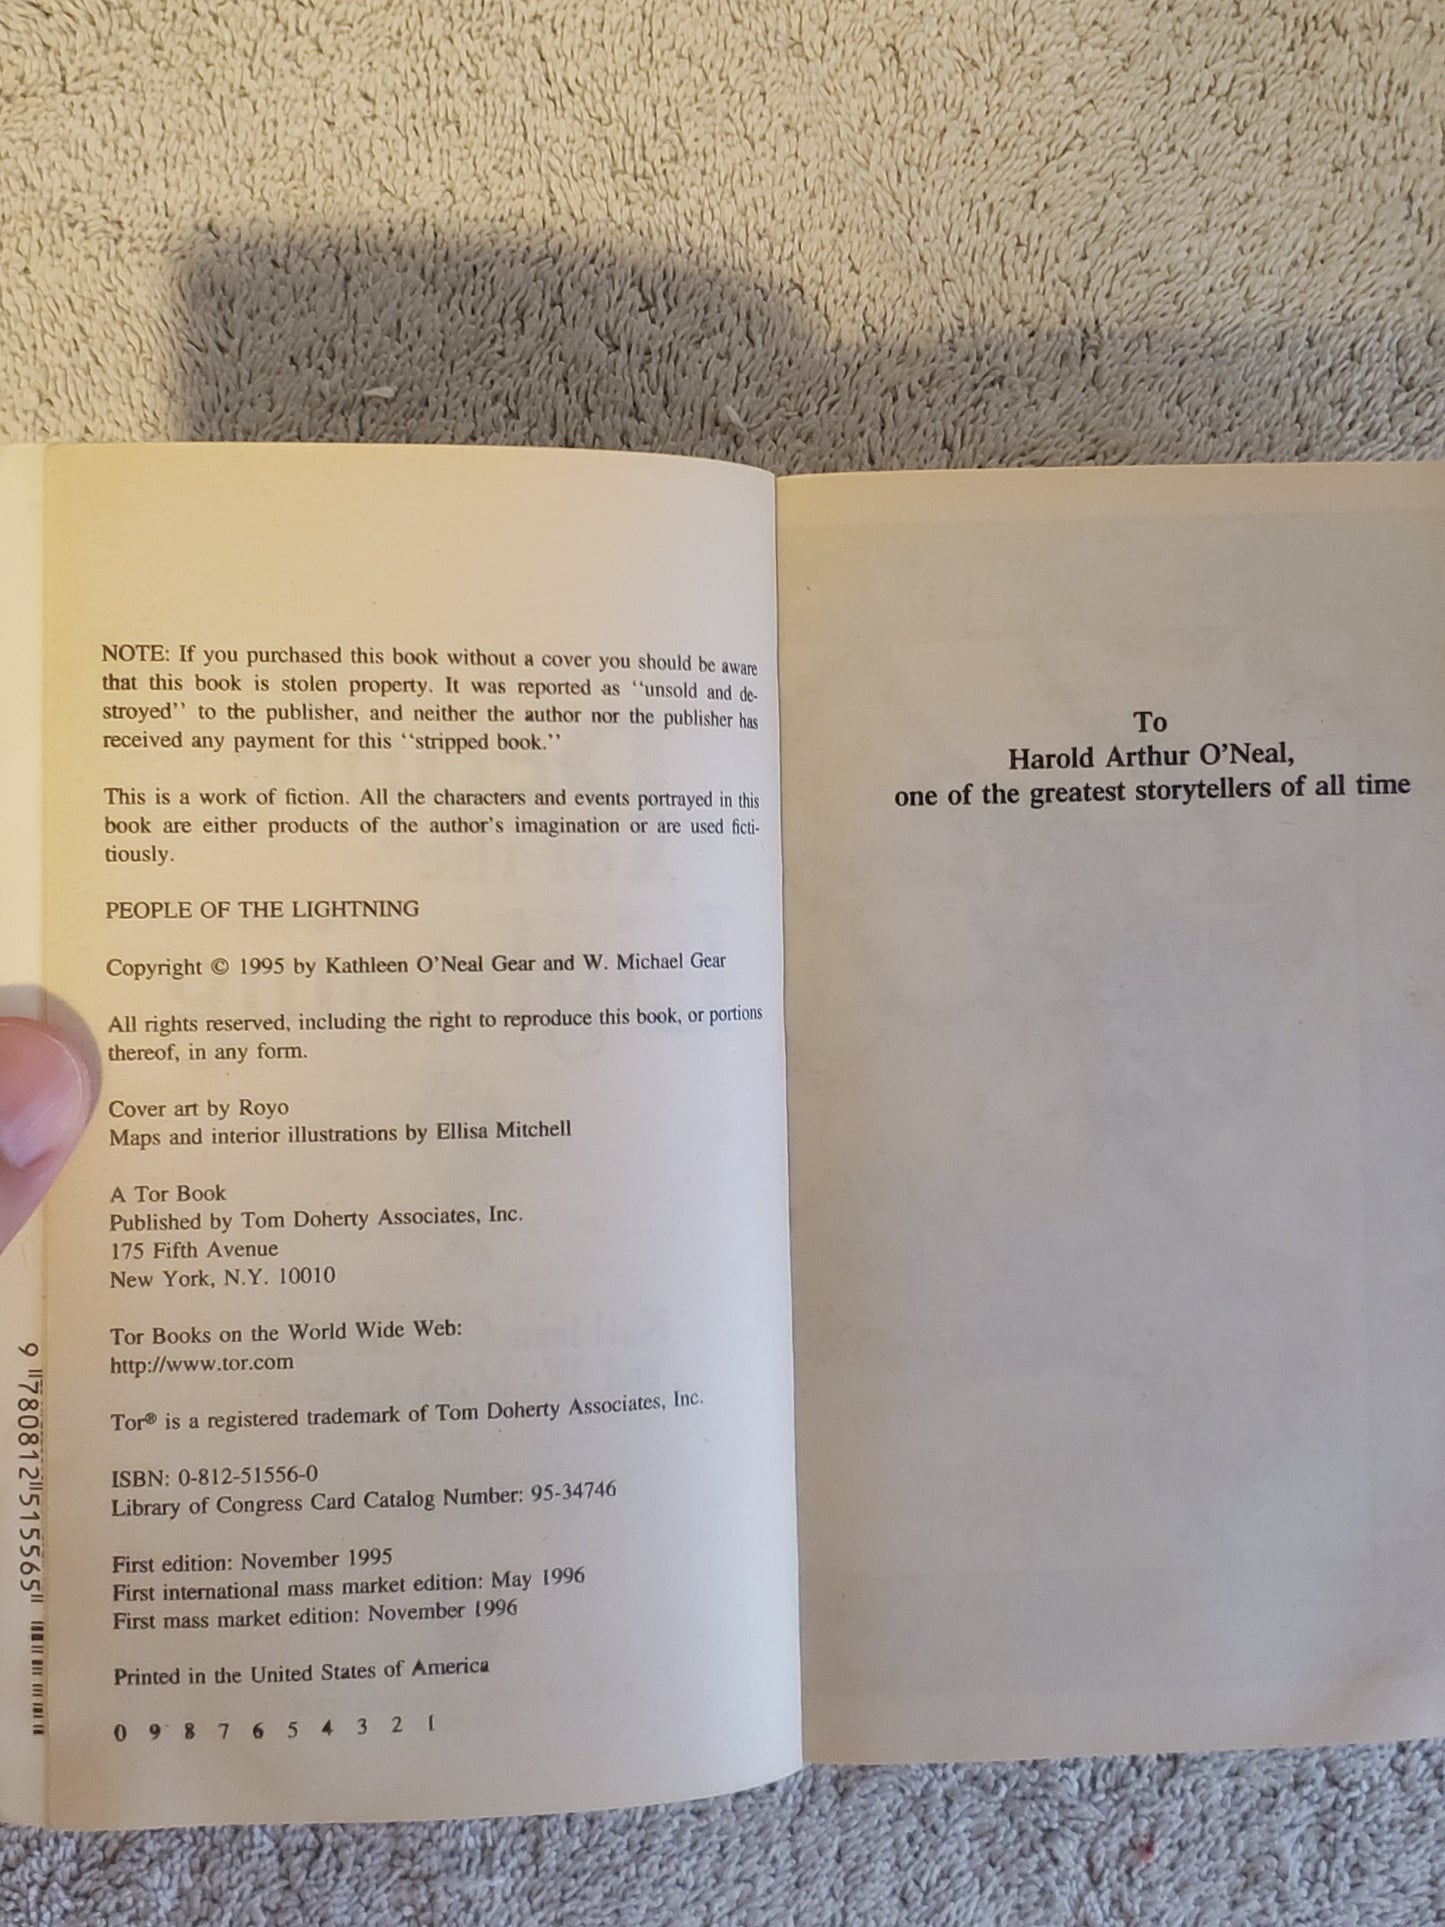 NOTE: If you purchased this book without a cover you should be aware
that this book is stolen property. It was reported as ‘‘unsold and de-
stroyed’’ to the publisher, and neither the author nor the publisher has
received any payment for this ‘‘stripped book.’’
This is a work of fiction. All the characters and events portrayed in this
book are either products of the author’s imagination or are used ficti-
tiously.
PEOPLE OF THE LIGHTNING
Copyright © 1995 by Kathleen O’Neal Gear and W. Michael Gear
All rights reserved, including the right to reproduce this book, or portions
thereof, in any form.
Cover art by Royo
Maps and interior illustrations by Ellisa Mitchell
A Tor Book
Published by Tom Doherty Associates, Inc.
175 Fifth Avenue
New York, N.Y. 10010
Tor Books on the World Wide Web:
http://www.tor.com
Tor® is a registered trademark of Tom Doherty Associates, Inc.
ISBN: 0-812-51556-0
Library of Congress Card Catalog Number: 95-34746
First edition: November 1995
First international mass market edition: May 1996
First mass market edition: November 1996
Printed in the United States of America
0 9 8 7 6 5 4 3 2 1
9 780812 515565
To
Harold Arthur O’Neal,
one of the greatest storytellers of all time